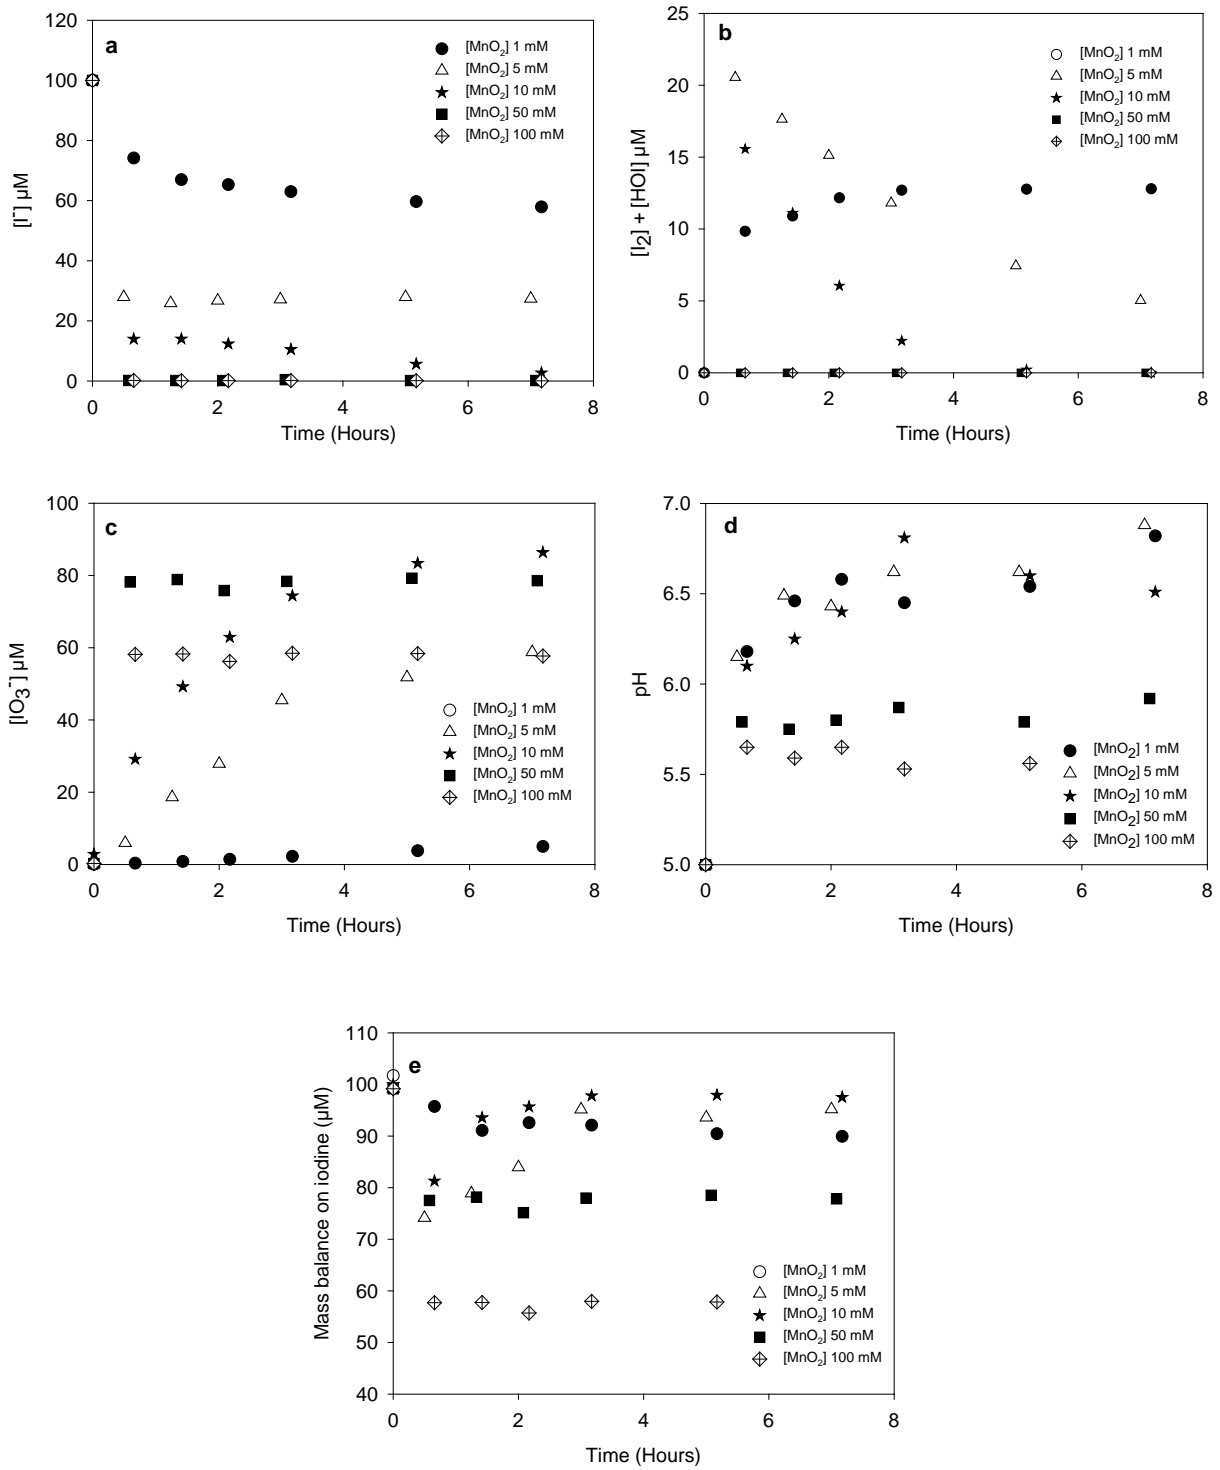 a
120
100
80
60
40
20
0
[I⁻] µM
[MnO₂] 1 mM
[MnO₂] 5 mM
[MnO₂] 10 mM
[MnO₂] 50 mM
[MnO₂] 100 mM
0 2 4 6 8
Time (Hours)
b
25
20
15
10
5
0
[I₂] + [HOI] µM
[MnO₂] 1 mM
[MnO₂] 5 mM
[MnO₂] 10 mM
[MnO₂] 50 mM
[MnO₂] 100 mM
0 2 4 6 8
Time (Hours)
c
100
80
60
40
20
0
[IO₃⁻] µM
[MnO₂] 1 mM
[MnO₂] 5 mM
[MnO₂] 10 mM
[MnO₂] 50 mM
[MnO₂] 100 mM
0 2 4 6 8
Time (Hours)
d
7.0
6.5
6.0
5.5
5.0
pH
[MnO₂] 1 mM
[MnO₂] 5 mM
[MnO₂] 10 mM
[MnO₂] 50 mM
[MnO₂] 100 mM
0 2 4 6 8
Time (Hours)
e
110
100
90
80
70
60
50
40
Mass balance on iodine (µM)
[MnO₂] 1 mM
[MnO₂] 5 mM
[MnO₂] 10 mM
[MnO₂] 50 mM
[MnO₂] 100 mM
0 2 4 6 8
Time (Hours)